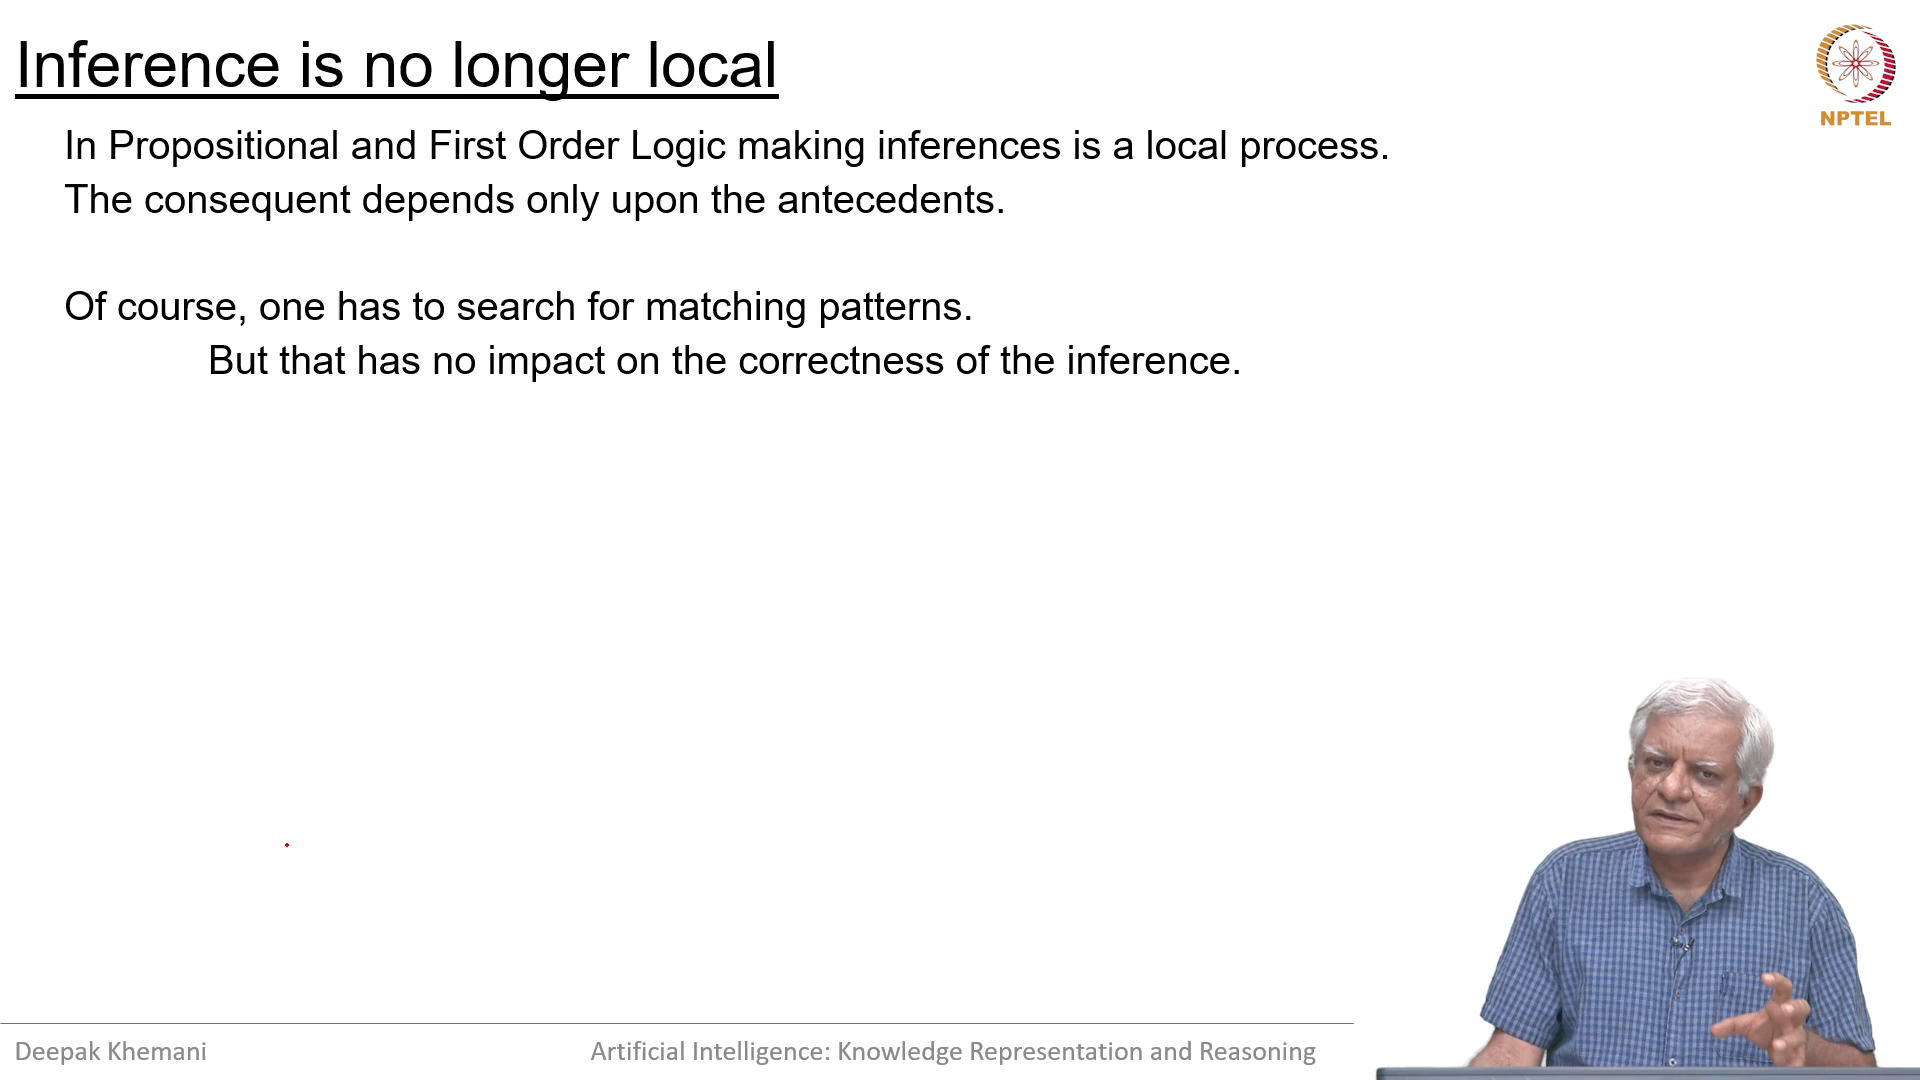 Inference is no longer local
NPTEL
In Propositional and First Order Logic making inferences is a local process.
The consequent depends only upon the antecedents.
Of course, one has to search for matching patterns.
But that has no impact on the correctness of the inference.
Deepak Khemani
Artificial Intelligence: Knowledge Representation and Reasoning